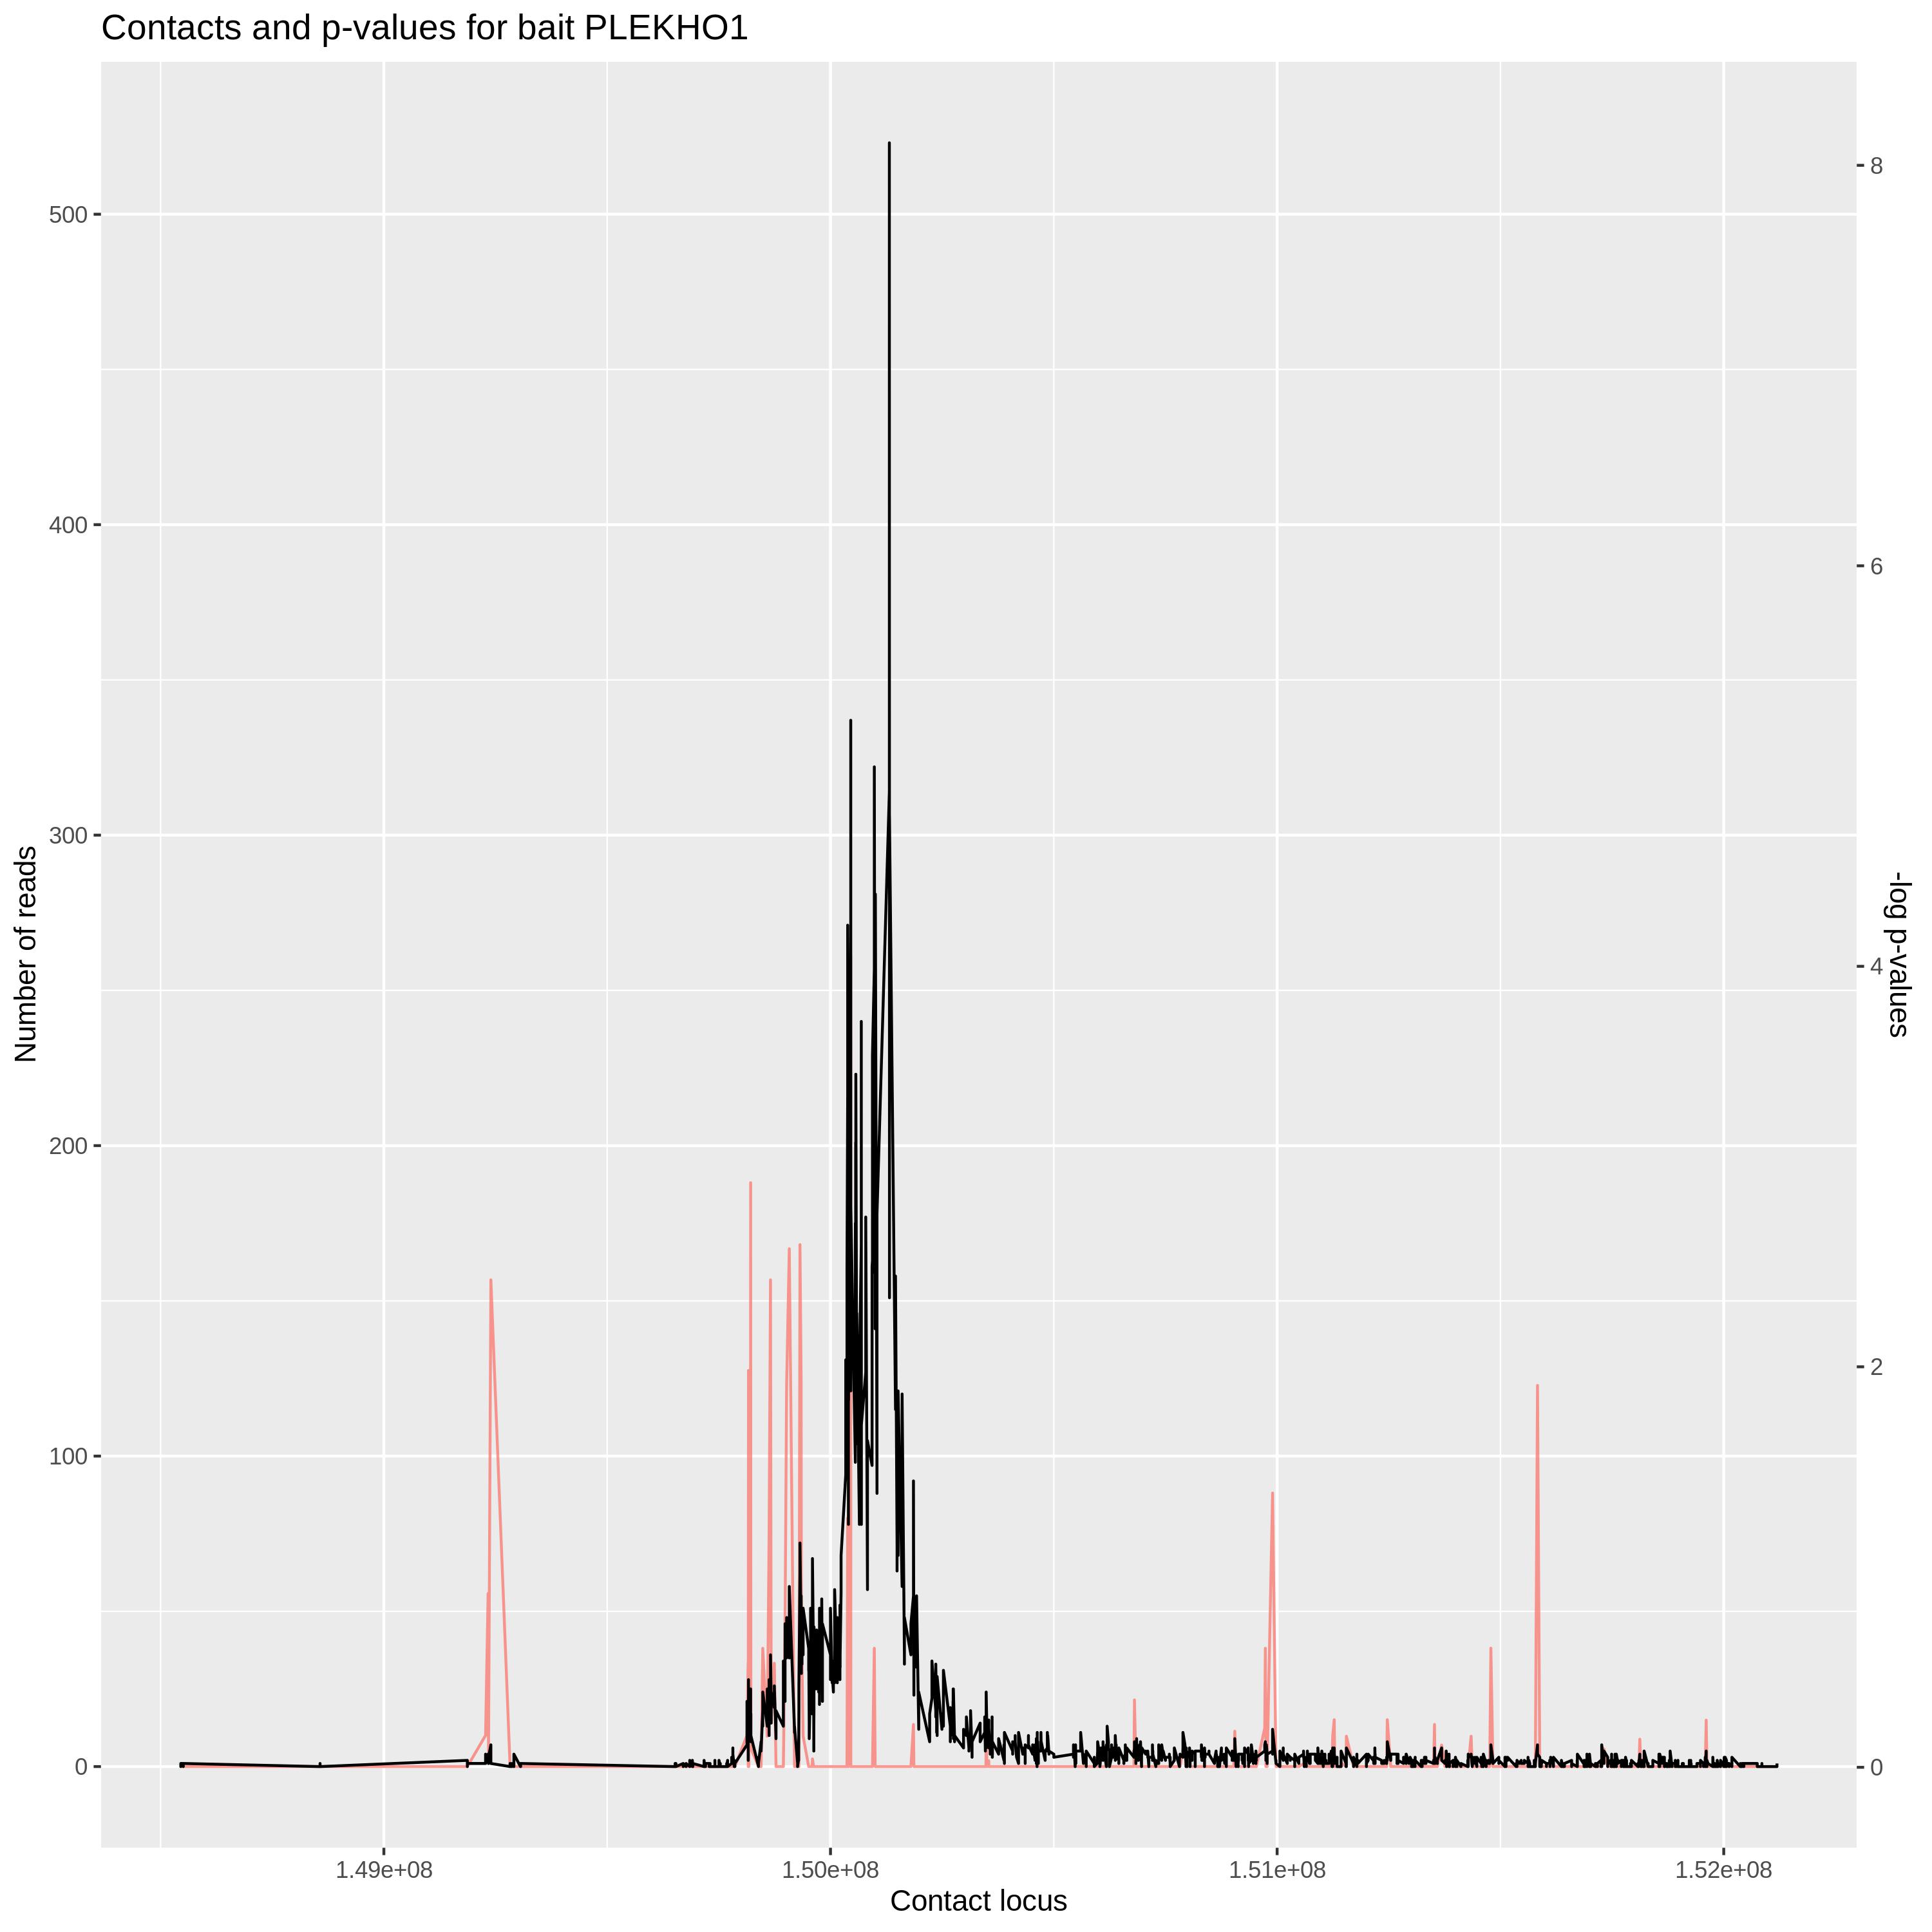 Contacts and p-values for bait PLEKHO1
500
400
300
200
100
0
Number of reads
8
6
4
2
0
-log p-values
1.49e+08
1.50e+08
1.51e+08
1.52e+08
Contact locus